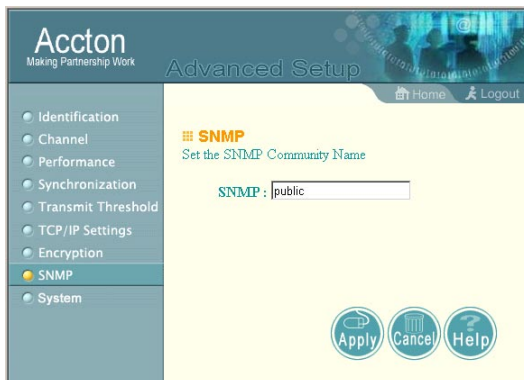 Accton
Making Partnership Work
Advanced Setup
Home
Logout
Identification
Channel
Performance
Synchronization
Transmit Threshold
TCP/IP Settings
Encryption
SNMP
System
SNMP
Set the SNMP Community Name
SNMP : public
Apply
Cancel
Help